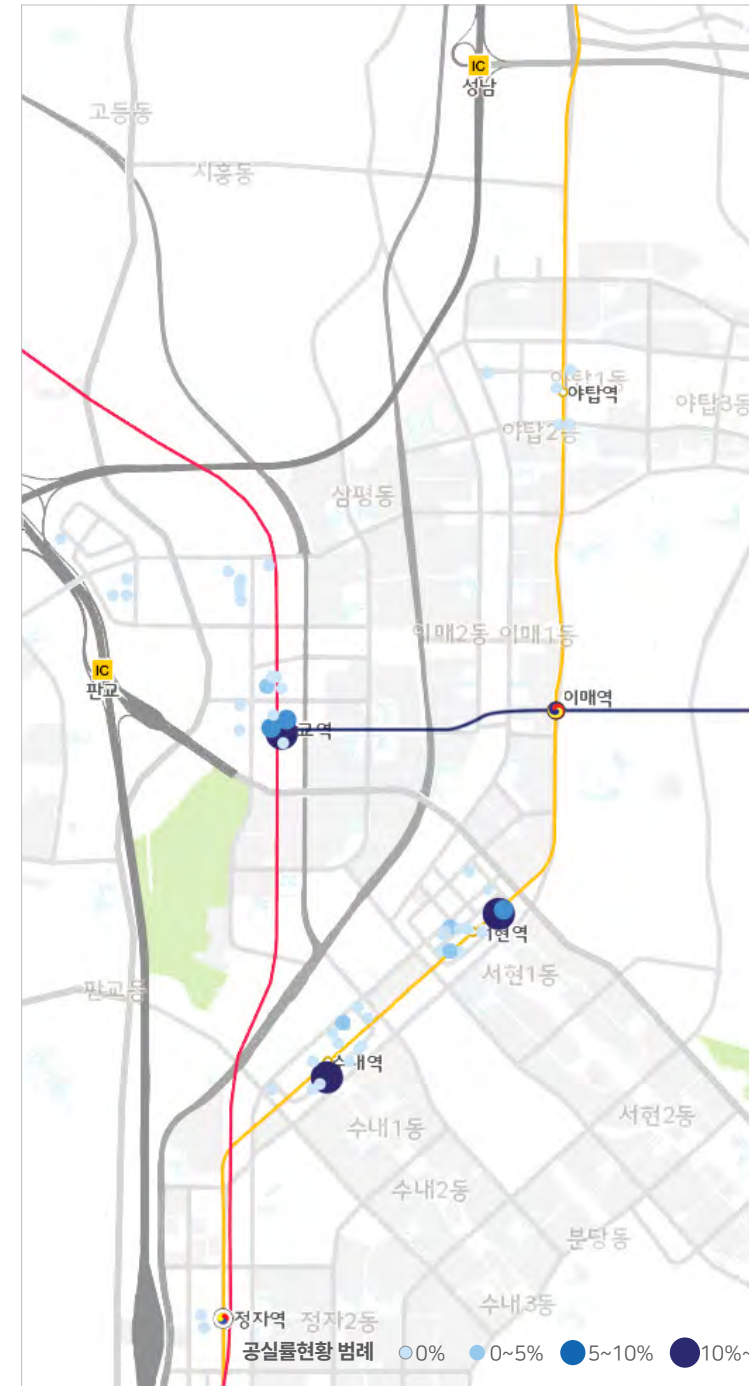 IC
성남
고등동
시흥동
야탑1동
야탑역
야탑3동
야탑2동
삼평동
이매2동 이매1동
IC
판교
이매역
교역
서현역
서현1동
판교동
수내역
서현2동
수내1동
수내2동
분당동
수내3동
정자역 정자2동
공실률현황 범례 0% 0~5% 5~10% 10%~